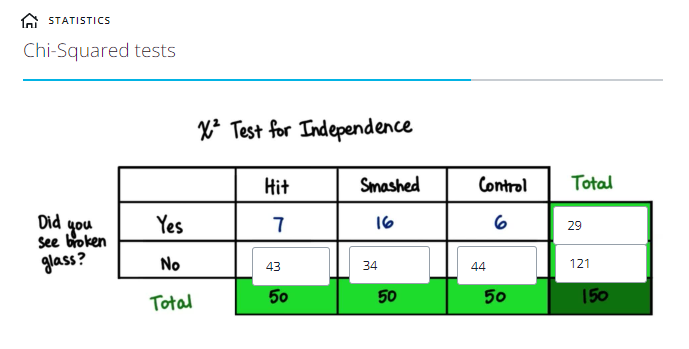 STATISTICS
Chi-Squared tests
χ² Test for Independence
Hit Smashed Control Total
Did you see broken glass?
Yes 7 16 6 29
No 43 34 44 121
Total 50 50 50 150